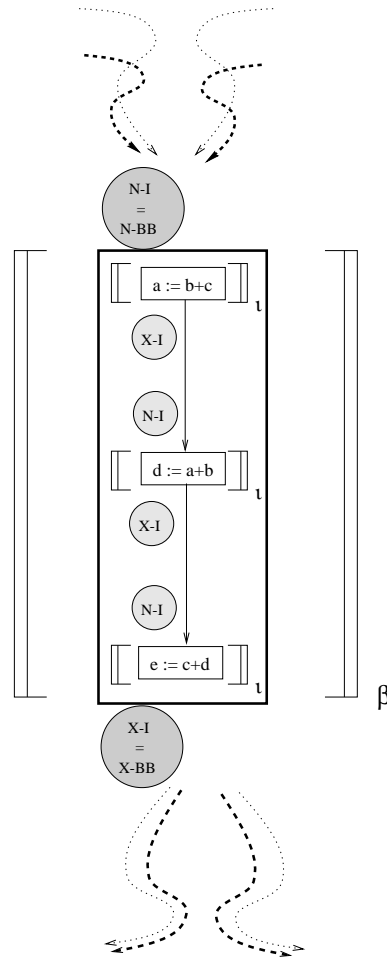 N-I
=
N-BB
a := b+c
ι
X-I
N-I
d := a+b
ι
X-I
N-I
e := c+d
ι
β
X-I
=
X-BB